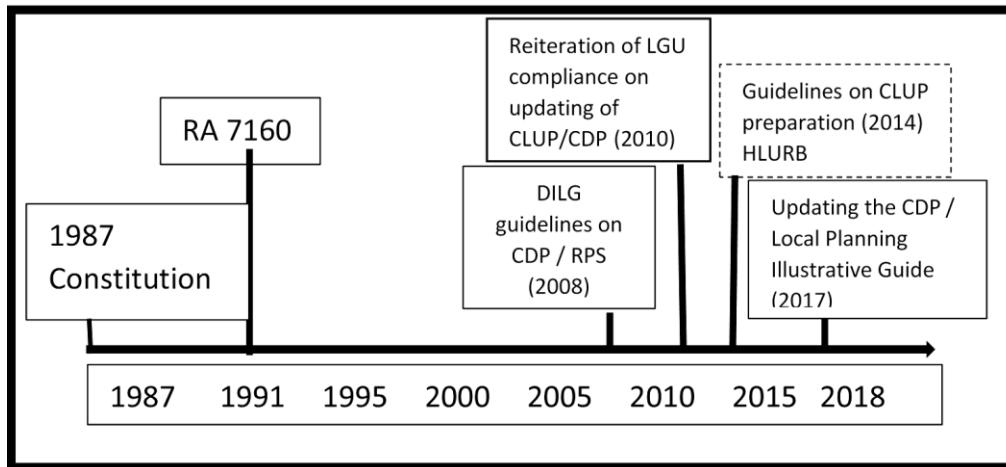 Reiteration of LGU
compliance on
updating of
CLUP/CDP (2010)
Guidelines on CLUP
preparation (2014)
HLURB
RA 7160
DILG
guidelines on
CDP / RPS
(2008)
Updating the CDP /
Local Planning
Illustrative Guide
(2017)
1987
Constitution
1987 1991 1995 2000 2005 2010 2015 2018